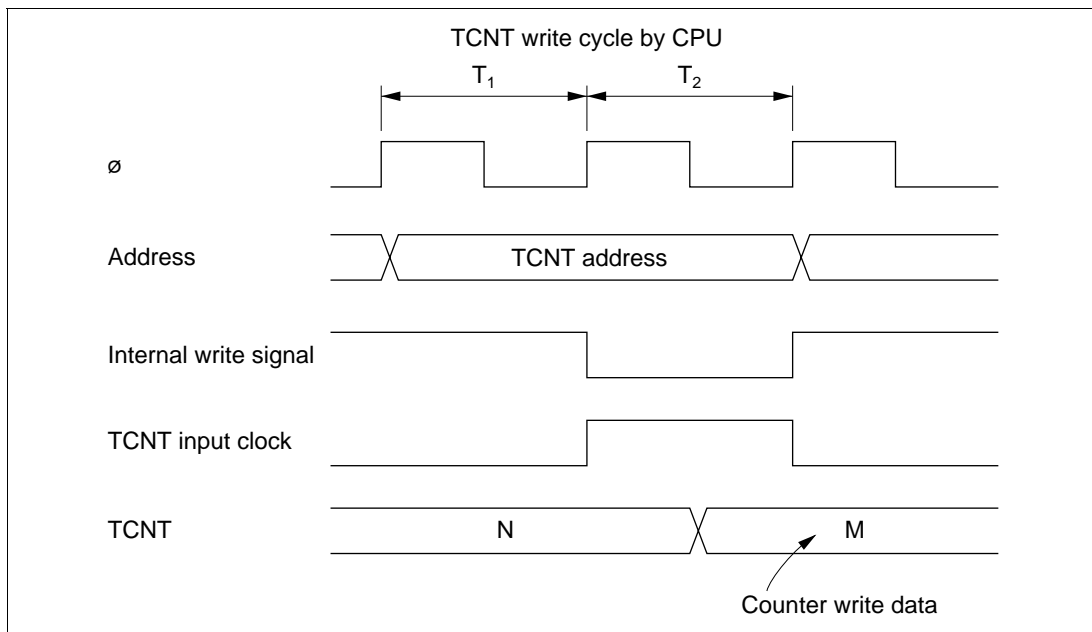 TCNT write cycle by CPU
T1 T2
ø
Address TCNT address
Internal write signal
TCNT input clock
TCNT N M
Counter write data